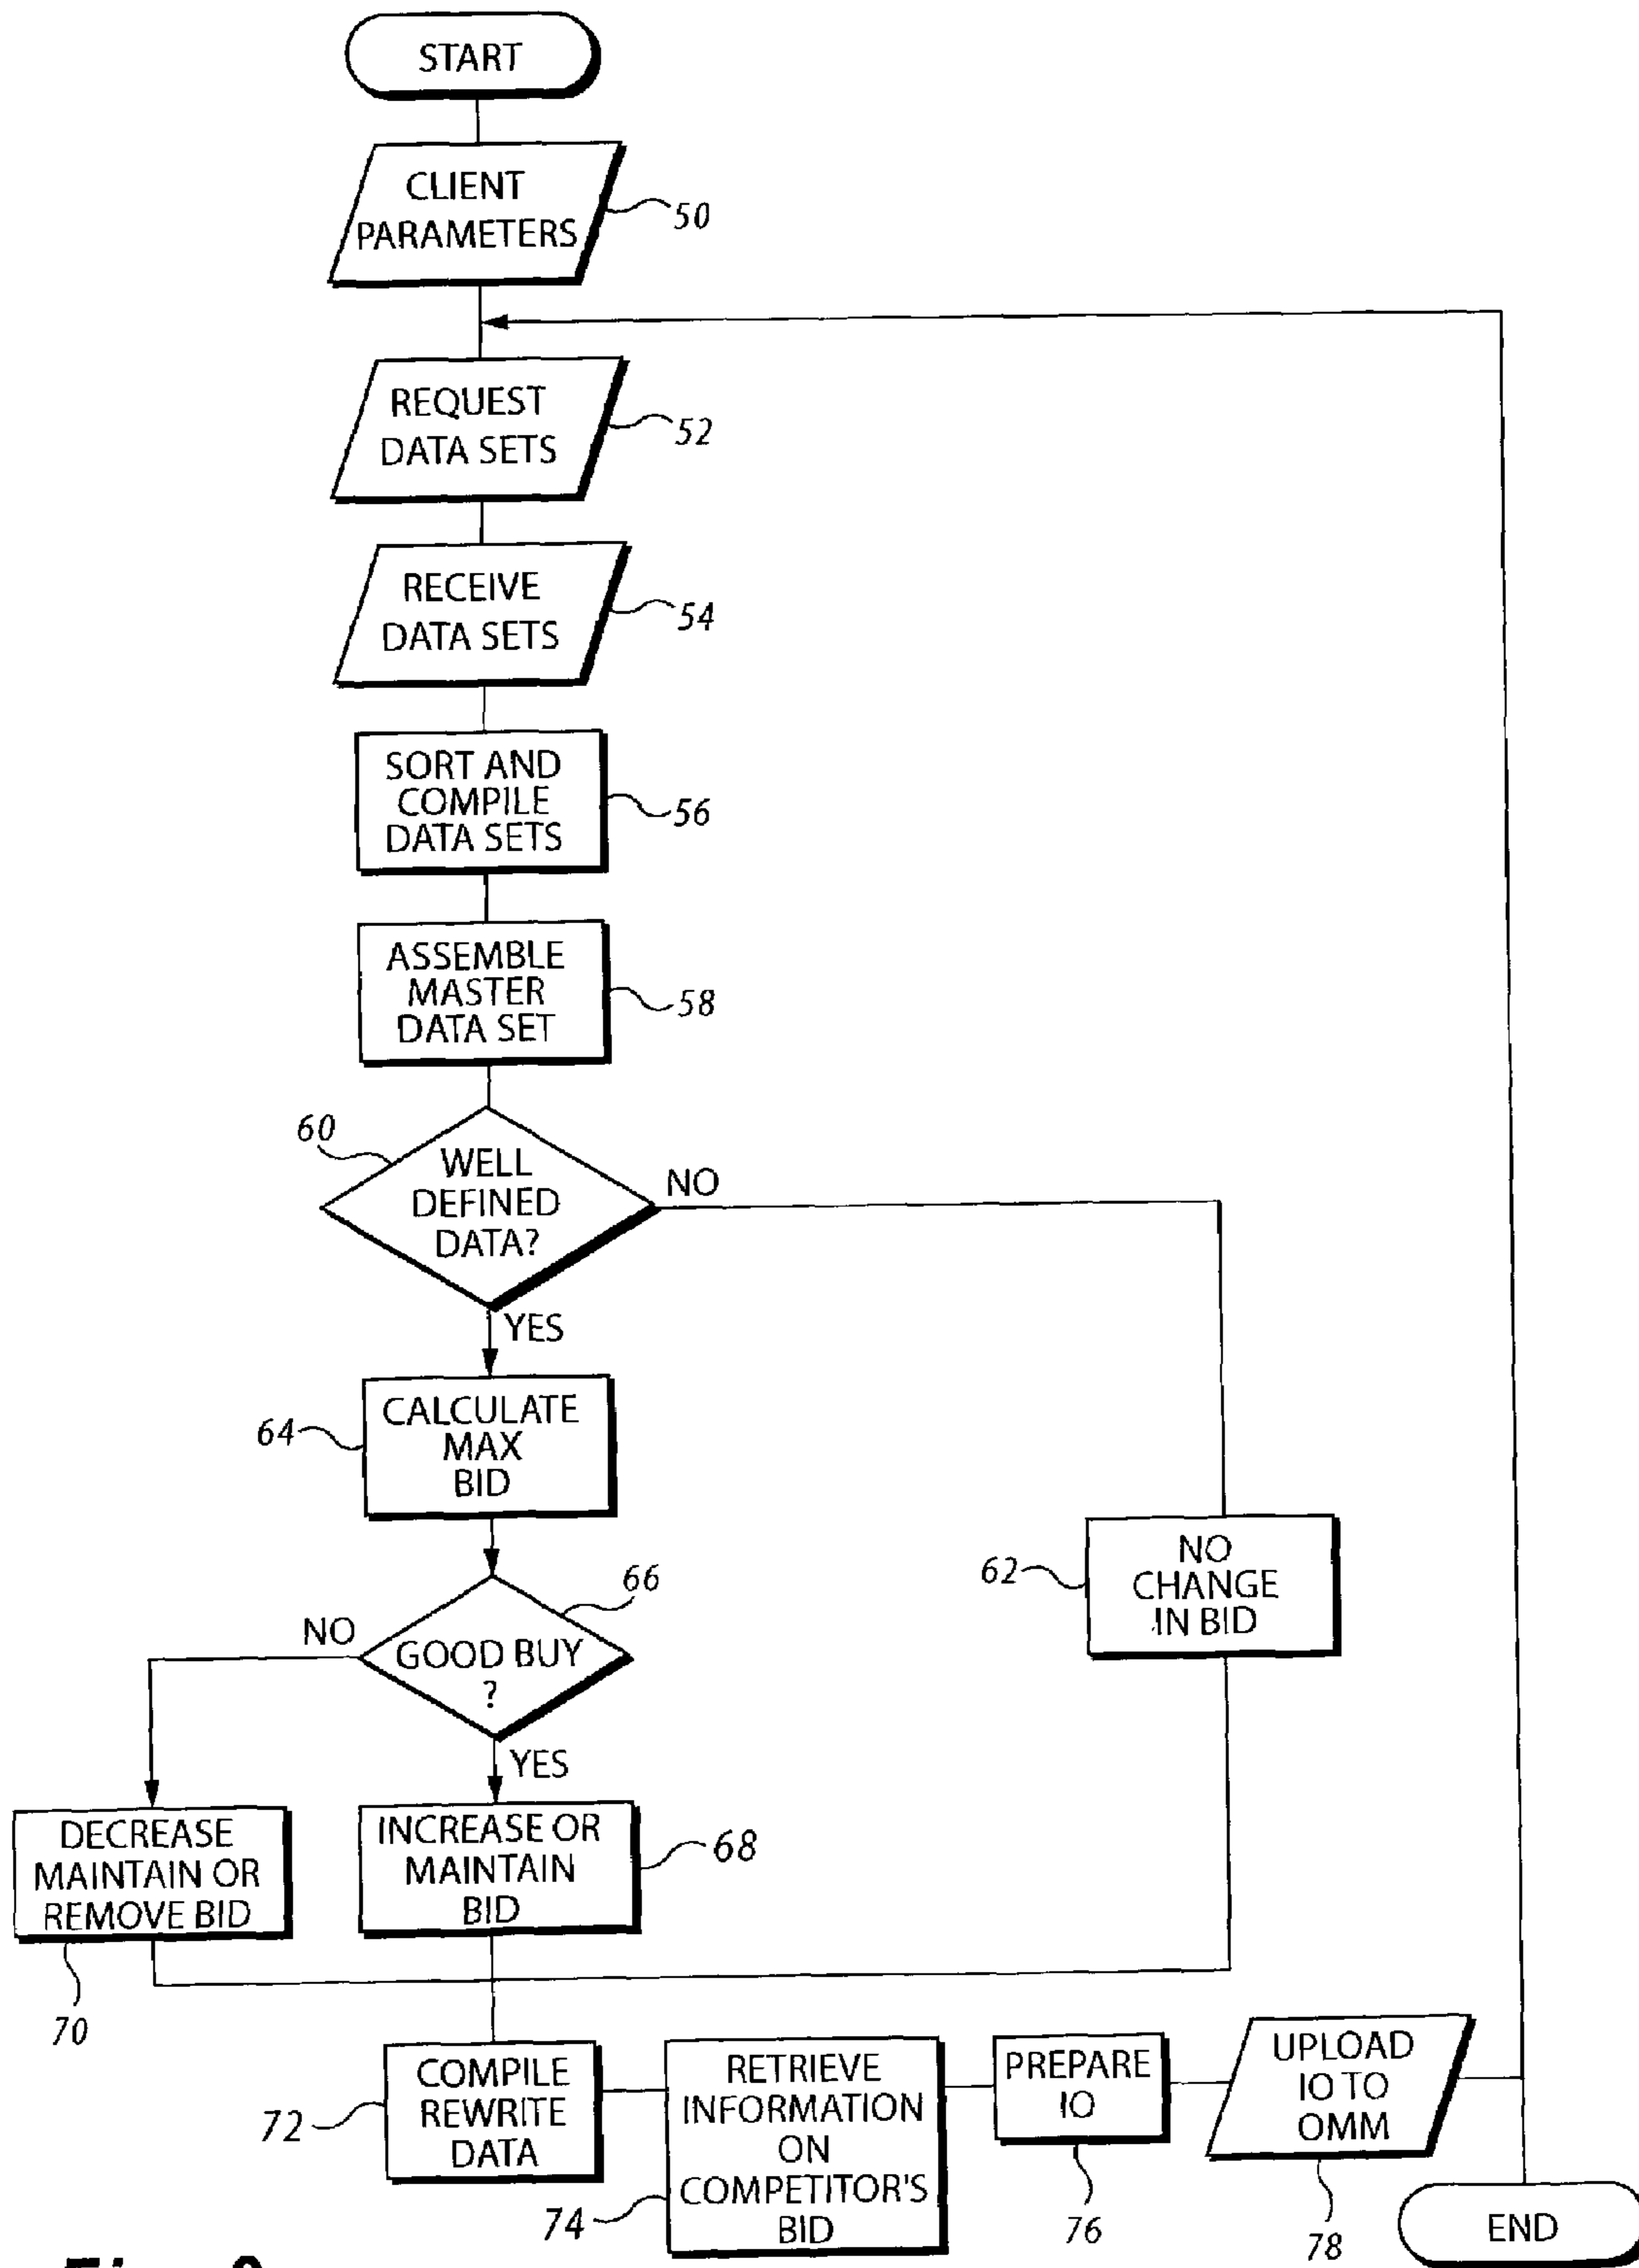 START
CLIENT
PARAMETERS
50
REQUEST
DATA SETS
52
RECEIVE
DATA SETS
54
SORT AND
COMPILE
DATA SETS
56
ASSEMBLE
MASTER
DATA SET
58
60
WELL
DEFINED
DATA?
NO
YES
CALCULATE
MAX
BID
64
NO
CHANGE
IN BID
62
66
GOOD BUY
?
NO
YES
DECREASE
MAINTAIN OR
REMOVE BID
70
INCREASE OR
MAINTAIN
BID
68
COMPILE
REWRITE
DATA
72
RETRIEVE
INFORMATION
ON
COMPETITOR'S
BID
74
PREPARE
IO
76
UPLOAD
IO TO
OMM
78
END